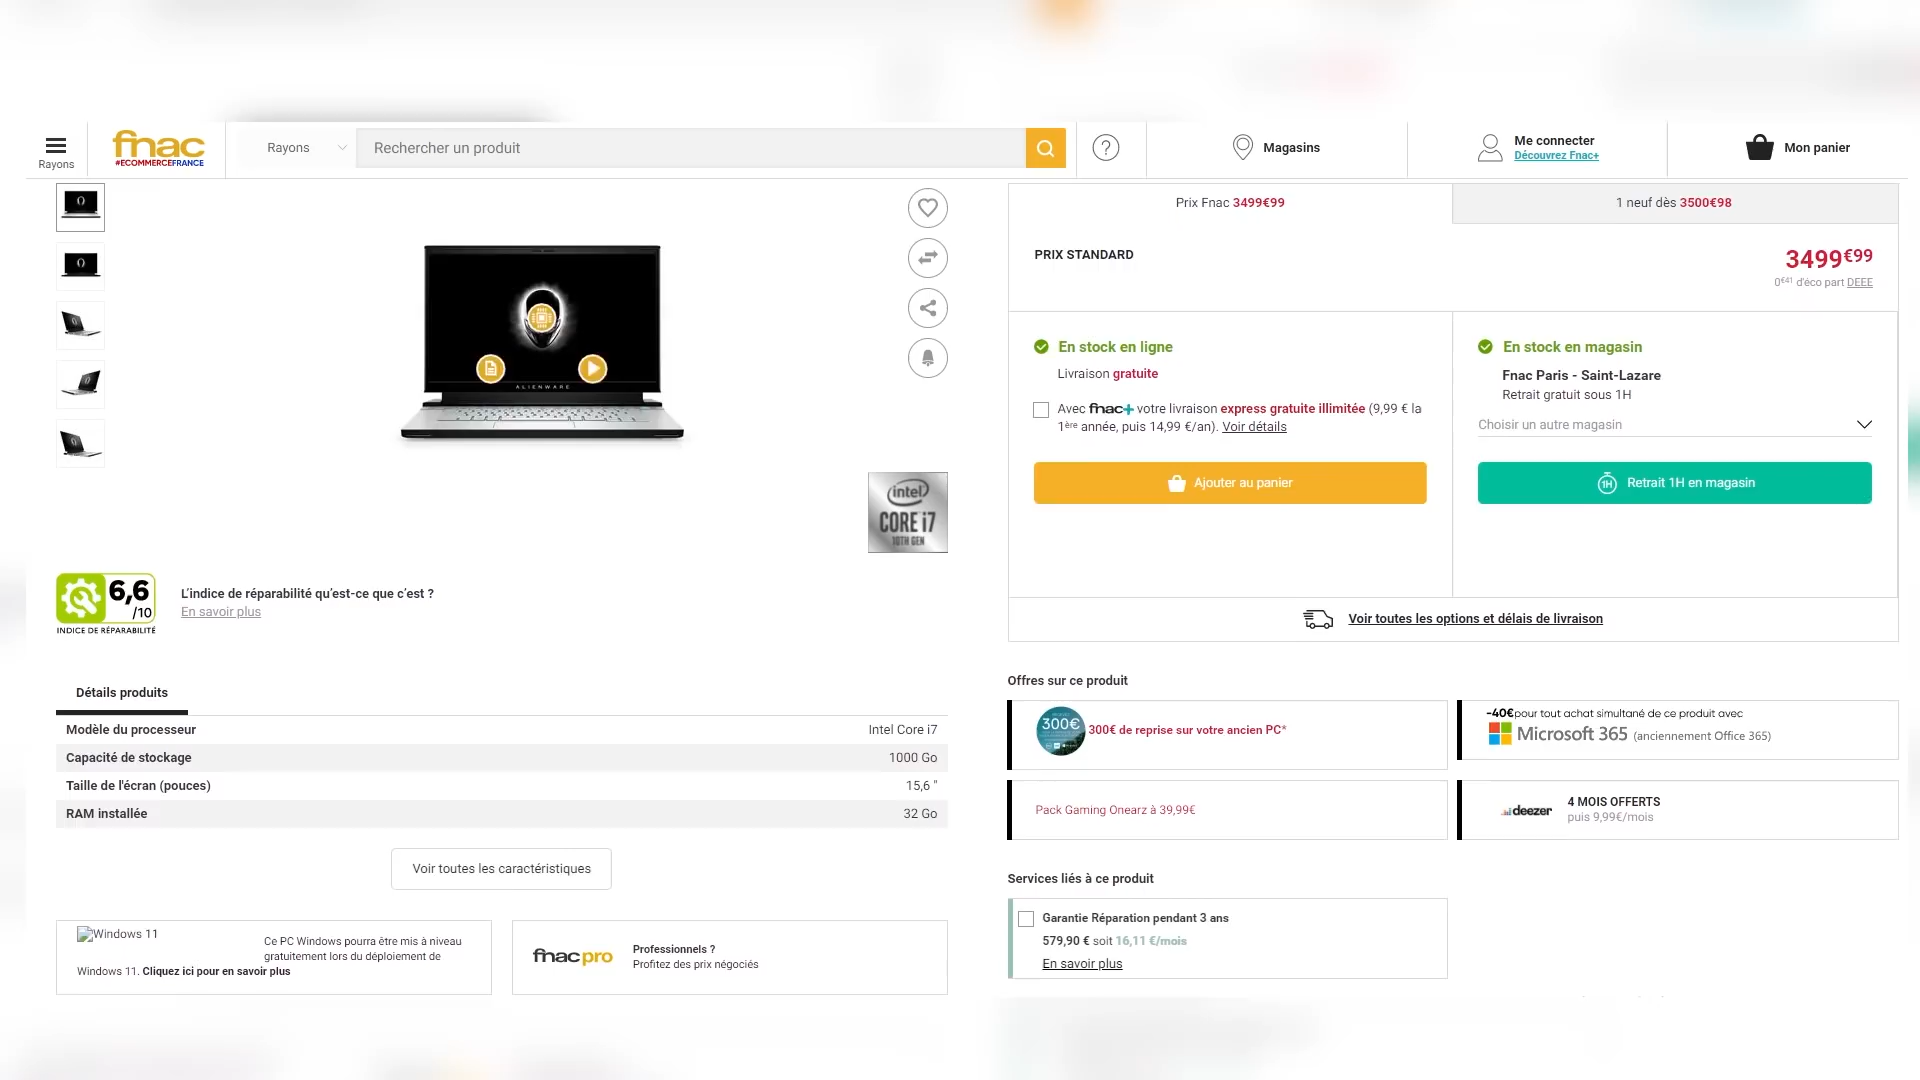 Rayons
fnac
#ECOMMERCEFRANCE
Rayons
Rechercher un produit
?
Magasins
Me connecter
Découvrez Fnac+
Mon panier
ALIENWARE
intel
CORE i7
10TH GEN
6,6
/10
INDICE DE RÉPARABILITÉ
L'indice de réparabilité qu'est-ce que c'est ?
En savoir plus
Détails produits
Modèle du processeur Intel Core i7
Capacité de stockage 1000 Go
Taille de l'écran (pouces) 15,6 "
RAM installée 32 Go
Voir toutes les caractéristiques
Windows 11
Ce PC Windows pourra être mis à niveau
gratuitement lors du déploiement de
Windows 11. Cliquez ici pour en savoir plus
fnac pro
Professionnels ?
Profitez des prix négociés
Prix Fnac 3499€99
1 neuf dès 3500€98
PRIX STANDARD
3499€99
0€41 d'éco part DEEE
En stock en ligne
Livraison gratuite
Avec fnac+ votre livraison express gratuite illimitée (9,99 € la
1ère année, puis 14,99 €/an). Voir détails
Ajouter au panier
En stock en magasin
Fnac Paris - Saint-Lazare
Retrait gratuit sous 1H
Choisir un autre magasin
1H
Retrait 1H en magasin
Voir toutes les options et délais de livraison
Offres sur ce produit
300€
300€ de reprise sur votre ancien PC*
-40€ pour tout achat simultané de ce produit avec
Microsoft 365 (anciennement Office 365)
Pack Gaming Onearz à 39,99€
deezer
4 MOIS OFFERTS
puis 9,99€/mois
Services liés à ce produit
Garantie Réparation pendant 3 ans
579,90 € soit 16,11 €/mois
En savoir plus